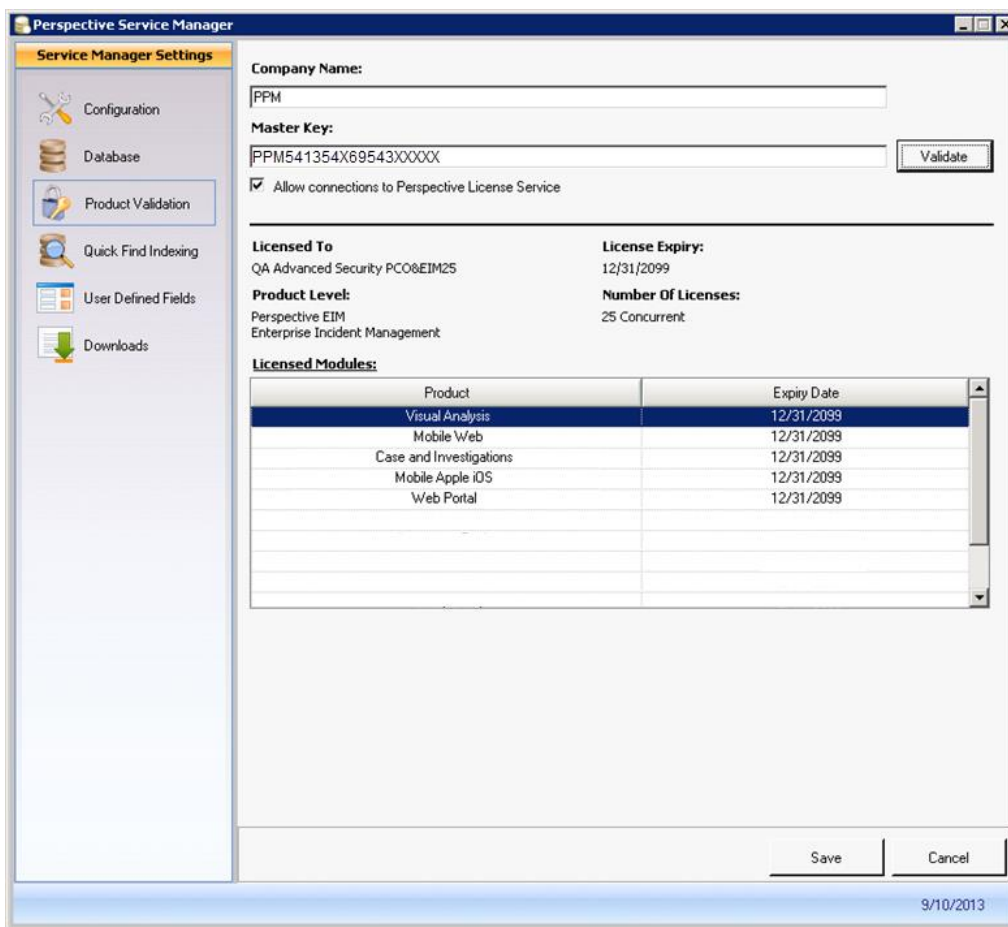 Perspective Service Manager
Service Manager Settings
Configuration
Database
Product Validation
Quick Find Indexing
User Defined Fields
Downloads
Company Name:
PPM
Master Key:
PPM541354X69543XXXXX
Validate
Allow connections to Perspective License Service
Licensed To
QA Advanced Security PCO&EIM25
License Expiry:
12/31/2099
Product Level:
Perspective EIM
Enterprise Incident Management
Number Of Licenses:
25 Concurrent
Licensed Modules:
Product Expiry Date
Visual Analysis 12/31/2099
Mobile Web 12/31/2099
Case and Investigations 12/31/2099
Mobile Apple iOS 12/31/2099
Web Portal 12/31/2099
Save Cancel
9/10/2013